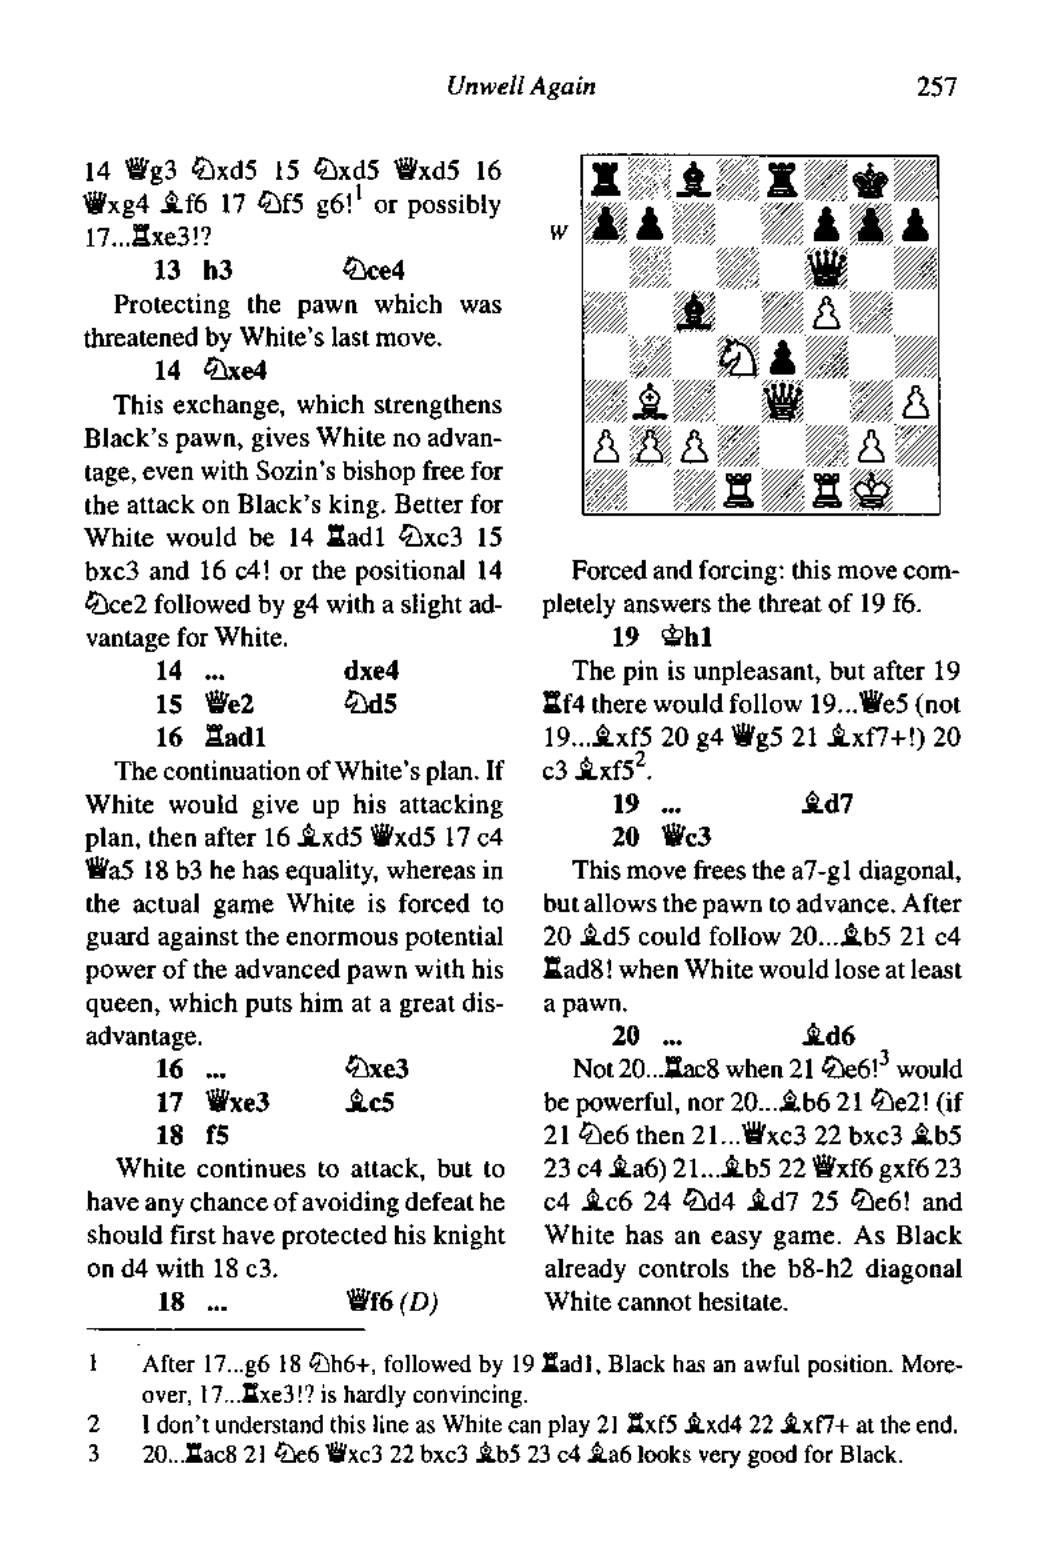 Unwell Again 257
14 ♕g3 ♘xd5 15 ♘xd5 ♕xd5 16
♕xg4 ♗f6 17 ♘f5 g6!¹ or possibly
17...♖xe3!?
13 h3 ♘ce4
Protecting the pawn which was
threatened by White's last move.
14 ♘xe4
This exchange, which strengthens
Black's pawn, gives White no advan-
tage, even with Sozin's bishop free for
the attack on Black's king. Better for
White would be 14 ♖ad1 ♘xc3 15
bxc3 and 16 c4! or the positional 14
♘ce2 followed by g4 with a slight ad-
vantage for White.
14 ... dxe4
15 ♕e2 ♘d5
16 ♖ad1
The continuation of White's plan. If
White would give up his attacking
plan, then after 16 ♗xd5 ♕xd5 17 c4
♕a5 18 b3 he has equality, whereas in
the actual game White is forced to
guard against the enormous potential
power of the advanced pawn with his
queen, which puts him at a great dis-
advantage.
16 ... ♘xe3
17 ♕xe3 ♗c5
18 f5
White continues to attack, but to
have any chance of avoiding defeat he
should first have protected his knight
on d4 with 18 c3.
18 ... ♕f6 (D)
W
Forced and forcing: this move com-
pletely answers the threat of 19 f6.
19 ♔h1
The pin is unpleasant, but after 19
♖f4 there would follow 19...♕e5 (not
19...♗xf5 20 g4 ♕g5 21 ♗xf7+!) 20
c3 ♗xf5².
19 ... ♗d7
20 ♕c3
This move frees the a7-g1 diagonal,
but allows the pawn to advance. After
20 ♗d5 could follow 20...♗b5 21 c4
♖ad8! when White would lose at least
a pawn.
20 ... ♗d6
Not 20...♖ac8 when 21 ♘e6!³ would
be powerful, nor 20...♗b6 21 ♘e2! (if
21 ♘e6 then 21...♕xc3 22 bxc3 ♗b5
23 c4 ♗a6) 21...♗b5 22 ♕xf6 gxf6 23
c4 ♗c6 24 ♘d4 ♗d7 25 ♘e6! and
White has an easy game. As Black
already controls the b8-h2 diagonal
White cannot hesitate.
1 After 17...g6 18 ♘h6+, followed by 19 ♖ad1, Black has an awful position. More-
over, 17...♖xe3!? is hardly convincing.
2 I don't understand this line as White can play 21 ♖xf5 ♗xd4 22 ♗xf7+ at the end.
3 20...♖ac8 21 ♘e6 ♕xc3 22 bxc3 ♗b5 23 c4 ♗a6 looks very good for Black.